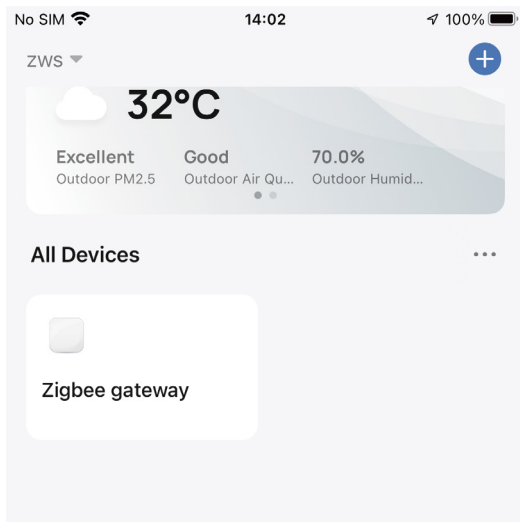 No SIM 14:02 100%
ZWS
32°C
Excellent Good 70.0%
Outdoor PM2.5 Outdoor Air Qu... Outdoor Humid...
All Devices
Zigbee gateway